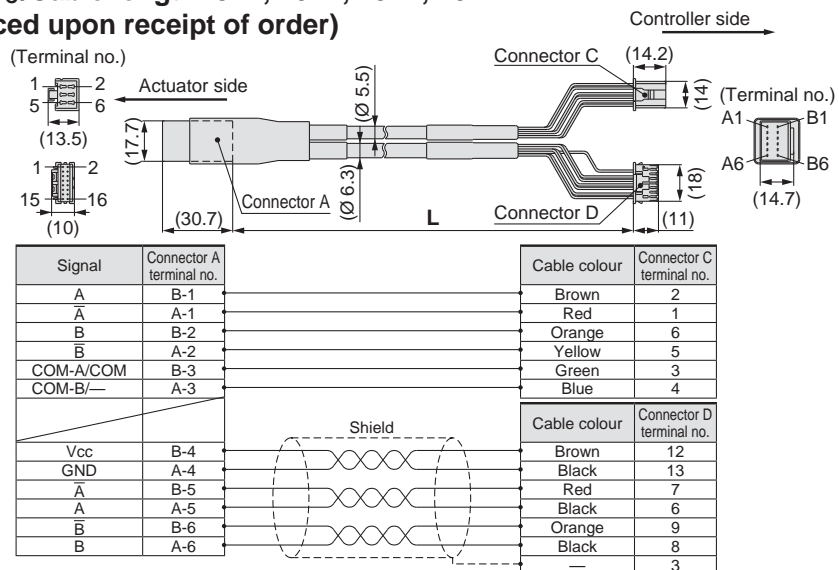 ced upon receipt of order)
Controller side
(Terminal no.)
Connector C
(14.2)
1
2
5
6
(13.5)
Actuator side
(17.7)
(Ø 5.5)
(14)
(Terminal no.)
A1
B1
A6
B6
(14.7)
1
2
15
16
(10)
(30.7)
Connector A
(Ø 6.3)
L
Connector D
(18)
(11)
Signal Connector A terminal no.
Cable colour Connector C terminal no.
A B-1 Brown 2
A̅ A-1 Red 1
B B-2 Orange 6
B̅ A-2 Yellow 5
COM-A/COM B-3 Green 3
COM-B/— A-3 Blue 4
Shield
Cable colour Connector D terminal no.
Vcc B-4 Brown 12
GND A-4 Black 13
A̅ B-5 Red 7
A A-5 Black 6
B̅ B-6 Orange 9
B A-6 Black 8
— 3